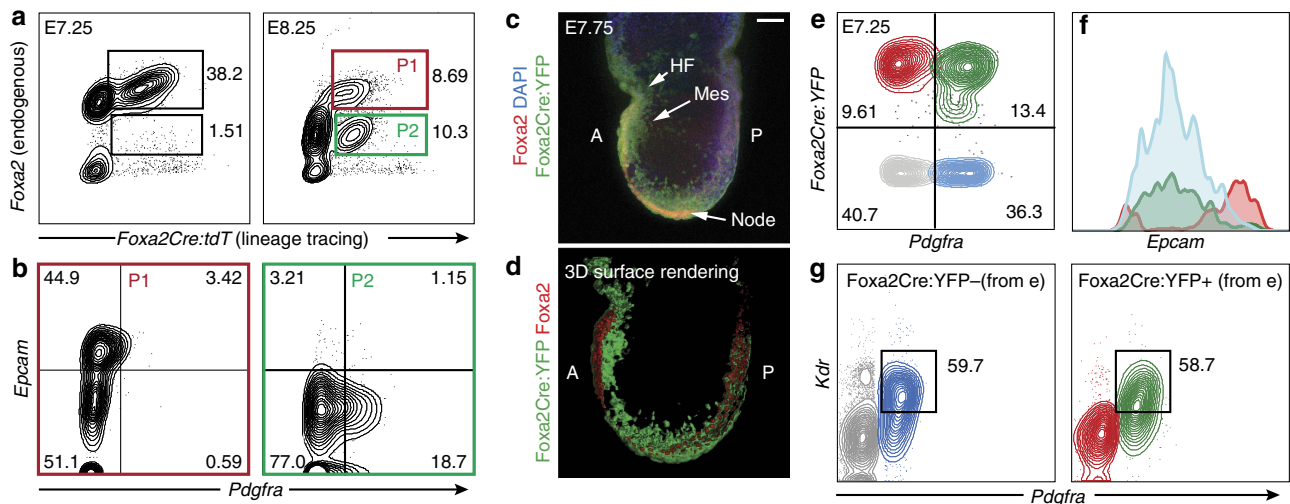 a
E7.25
E8.25
38.2
1.51
P1
8.69
P2
10.3
Foxa2 (endogenous)
Foxa2Cre:tdT (lineage tracing)
b
44.9
P1
3.42
51.1
0.59
3.21
P2
1.15
77.0
18.7
Epcam
Pdgfra
c
E7.75
HF
Mes
A
P
Node
Foxa2 DAPI
Foxa2Cre:YFP
d
3D surface rendering
A
P
Foxa2Cre:YFP Foxa2
e
E7.25
9.61
13.4
40.7
36.3
Foxa2Cre:YFP
Pdgfra
f
Epcam
g
Foxa2Cre:YFP–(from e)
Foxa2Cre:YFP+ (from e)
59.7
58.7
Kdr
Pdgfra